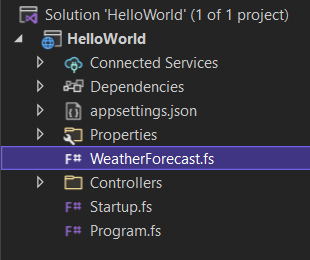 Solution 'HelloWorld' (1 of 1 project)
HelloWorld
Connected Services
Dependencies
appsettings.json
Properties
F# WeatherForecast.fs
Controllers
F# Startup.fs
F# Program.fs